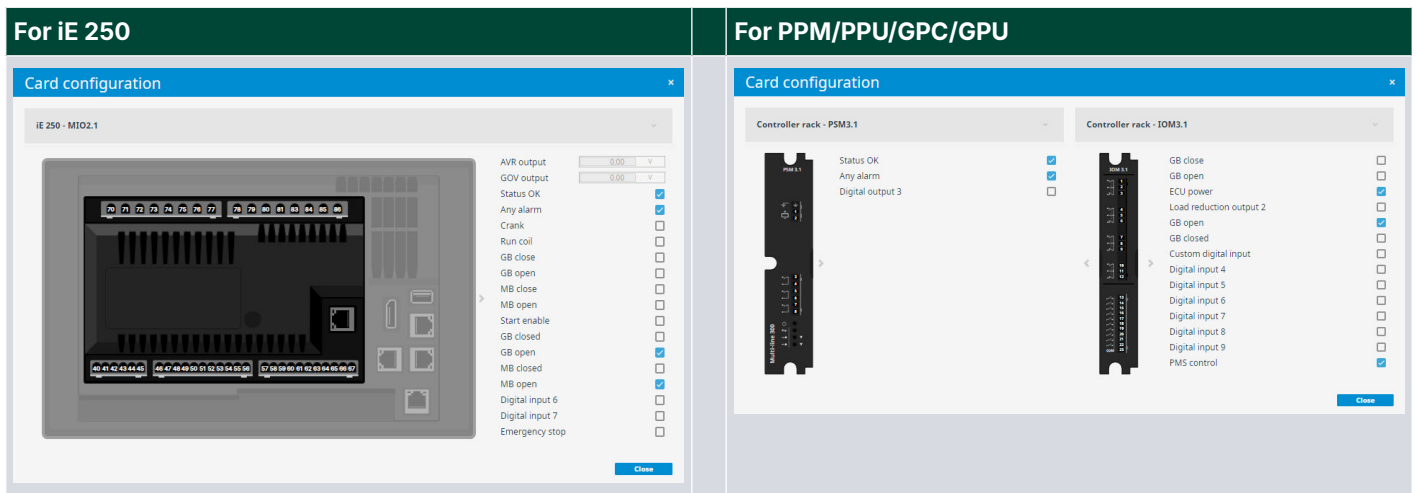 For iE 250
For PPM/PPU/GPC/GPU
Card configuration ×
iE 250 - MIO2.1
70 71 72 73 74 75 76 77 78 79 80 81 83 84 85 86
40 41 42 43 44 45 46 47 48 49 50 51 52 53 54 55 56 57 58 59 60 61 62 63 64 65 66 67
AVR output 0.00 V
GOV output 0.00 V
Status OK
Any alarm
Crank
Run coil
GB close
GB open
MB close
MB open
Start enable
GB closed
GB open
MB closed
MB open
Digital input 6
Digital input 7
Emergency stop
Close
Card configuration ×
Controller rack - PSM3.1
PSM 3.1
Multi-line 300
Status OK
Any alarm
Digital output 3
Controller rack - IOM3.1
IOM 3.1
GB close
GB open
ECU power
Load reduction output 2
GB open
GB closed
Custom digital input
Digital input 4
Digital input 5
Digital input 6
Digital input 7
Digital input 8
Digital input 9
PMS control
Close